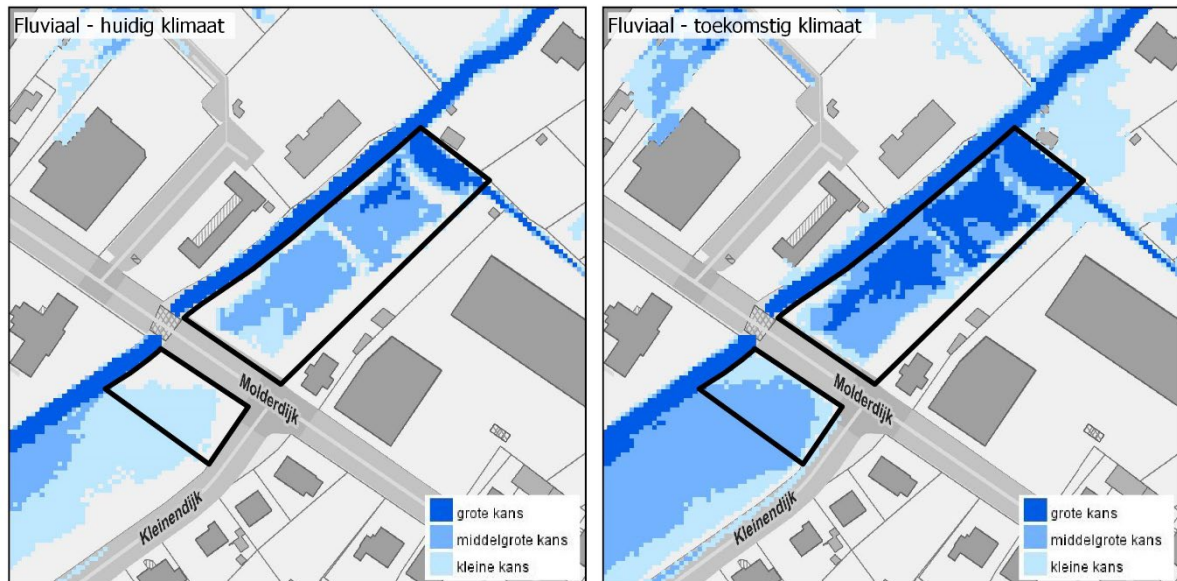 Fluviaal - huidig klimaat
Molderdijk
Kleinendijk
grote kans
middelgrote kans
kleine kans
Fluviaal - toekomstig klimaat
Molderdijk
Kleinendijk
grote kans
middelgrote kans
kleine kans